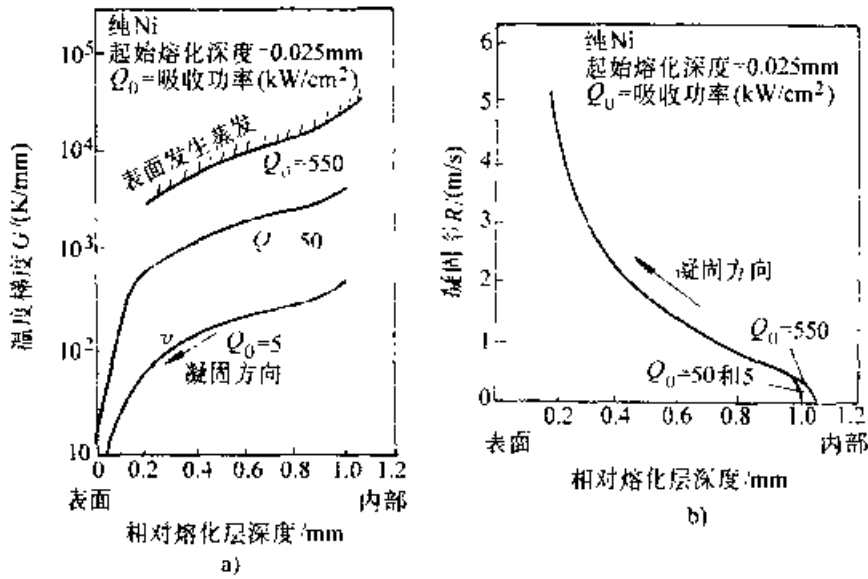 纯Ni
起始熔化深度=0.025mm
Q₀=吸收功率(kW/cm²)
10⁵
10⁴
10³
10²
10
温度梯度G/(K/mm)
表面发生蒸发
Q₀=550
Q 50
v
Q₀=5
凝固方向
0 0.2 0.4 0.6 0.8 1.0 1.2
表面 内部
相对熔化层深度/mm
a)
纯Ni
起始熔化深度=0.025mm
Q₀=吸收功率(kW/cm²)
6
5
4
3
2
1
0
凝固率R/(m/s)
凝固方向
Q₀=550
Q₀=50和5
0.2 0.4 0.6 0.8 1.0 1.2
表面 内部
相对熔化层深度/mm
b)